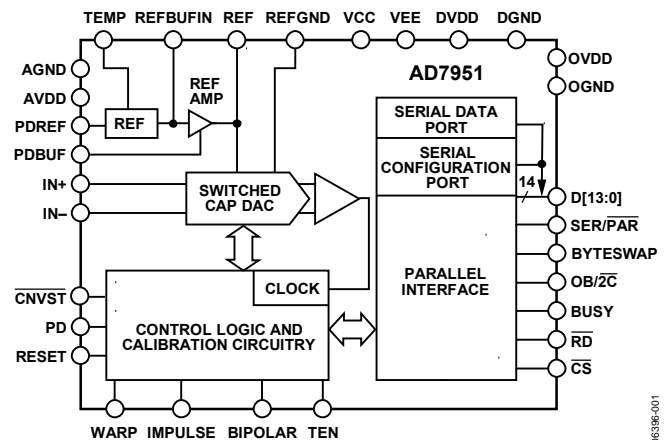 TEMP REFBUFIN REF REFGND VCC VEE DVDD DGND
AGND
AVDD
PDREF
PDBUF
IN+
IN–
CNVST
PD
RESET
REF
REF
AMP
AD7951
SERIAL DATA
PORT
SERIAL
CONFIGURATION
PORT
14
SWITCHED
CAP DAC
CLOCK
CONTROL LOGIC AND
CALIBRATION CIRCUITRY
PARALLEL
INTERFACE
OVDD
OGND
D[13:0]
SER/PAR
BYTESWAP
OB/2C
BUSY
RD
CS
WARP IMPULSE BIPOLAR TEN